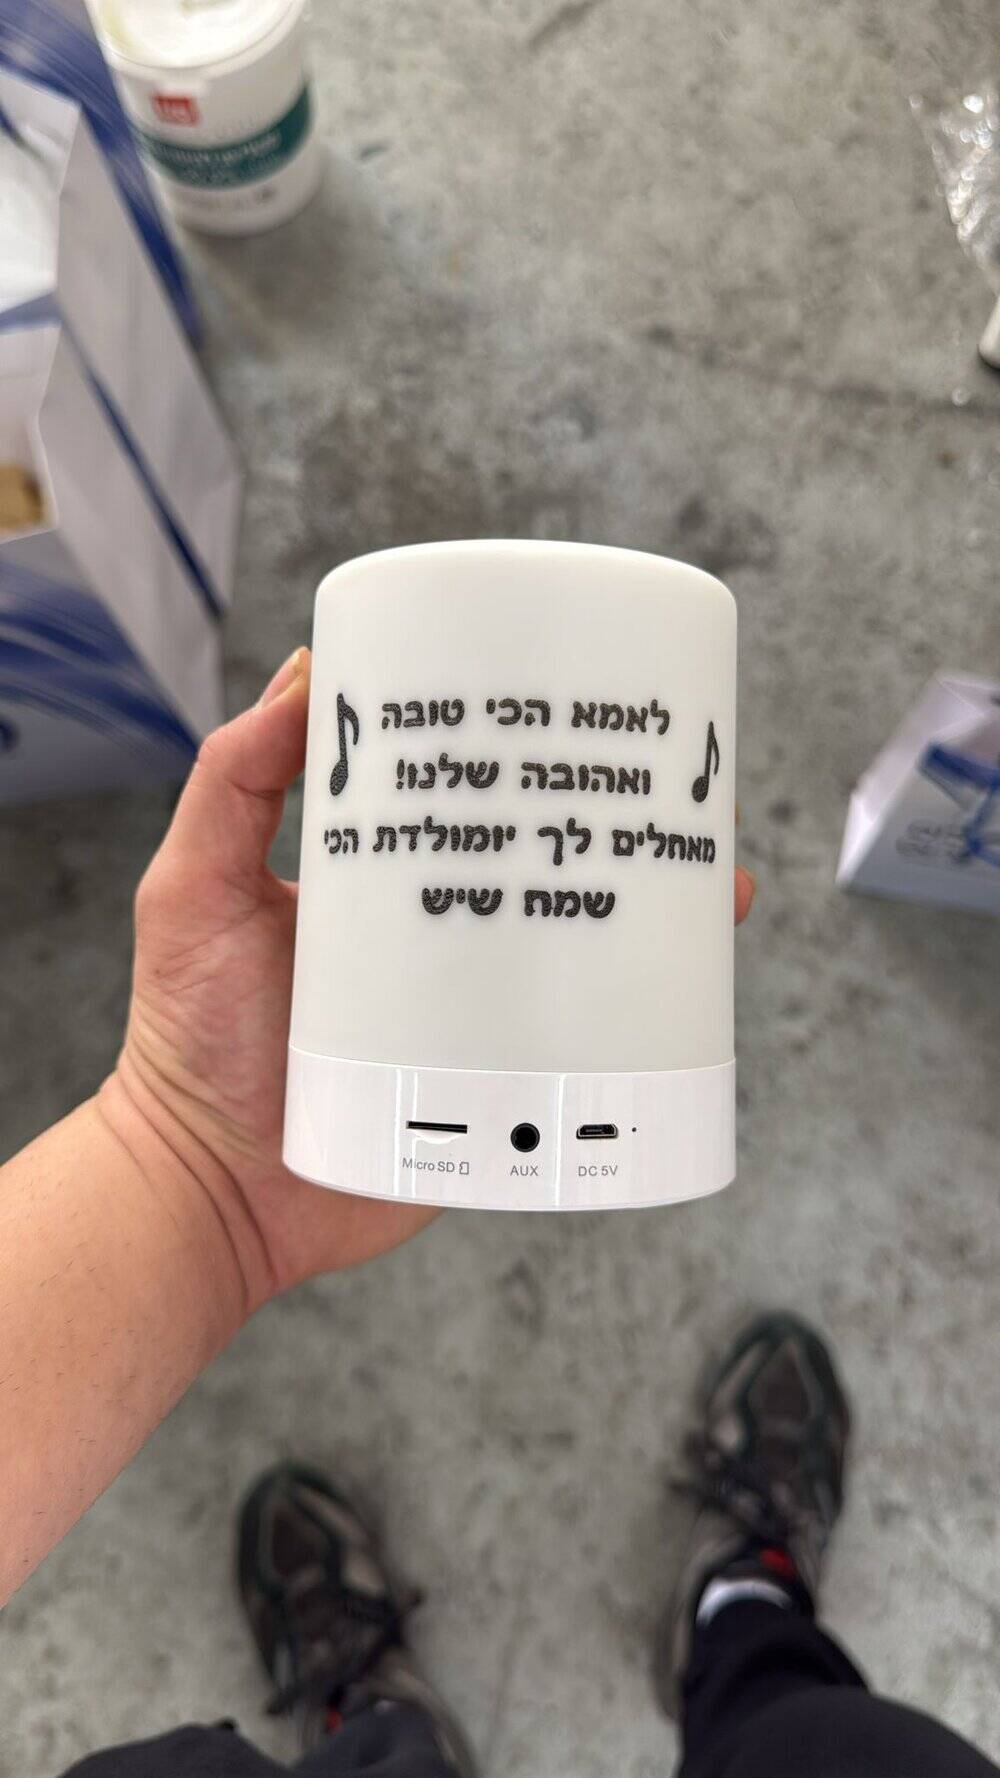 לאמא הכי טובה
ואהובה שלנו!
מאחלים לך יומולדת הכי
שמח שיש
Micro SD
AUX
DC 5V